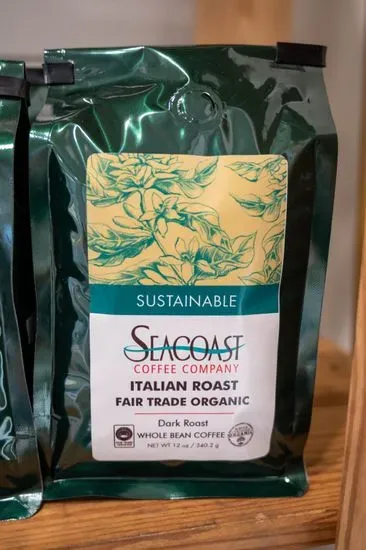 SUSTAINABLE
SEACOAST
COFFEE COMPANY
ITALIAN ROAST
FAIR TRADE ORGANIC
Dark Roast
WHOLE BEAN COFFEE
NET WT 12 oz / 340.2 g
ORGANIC